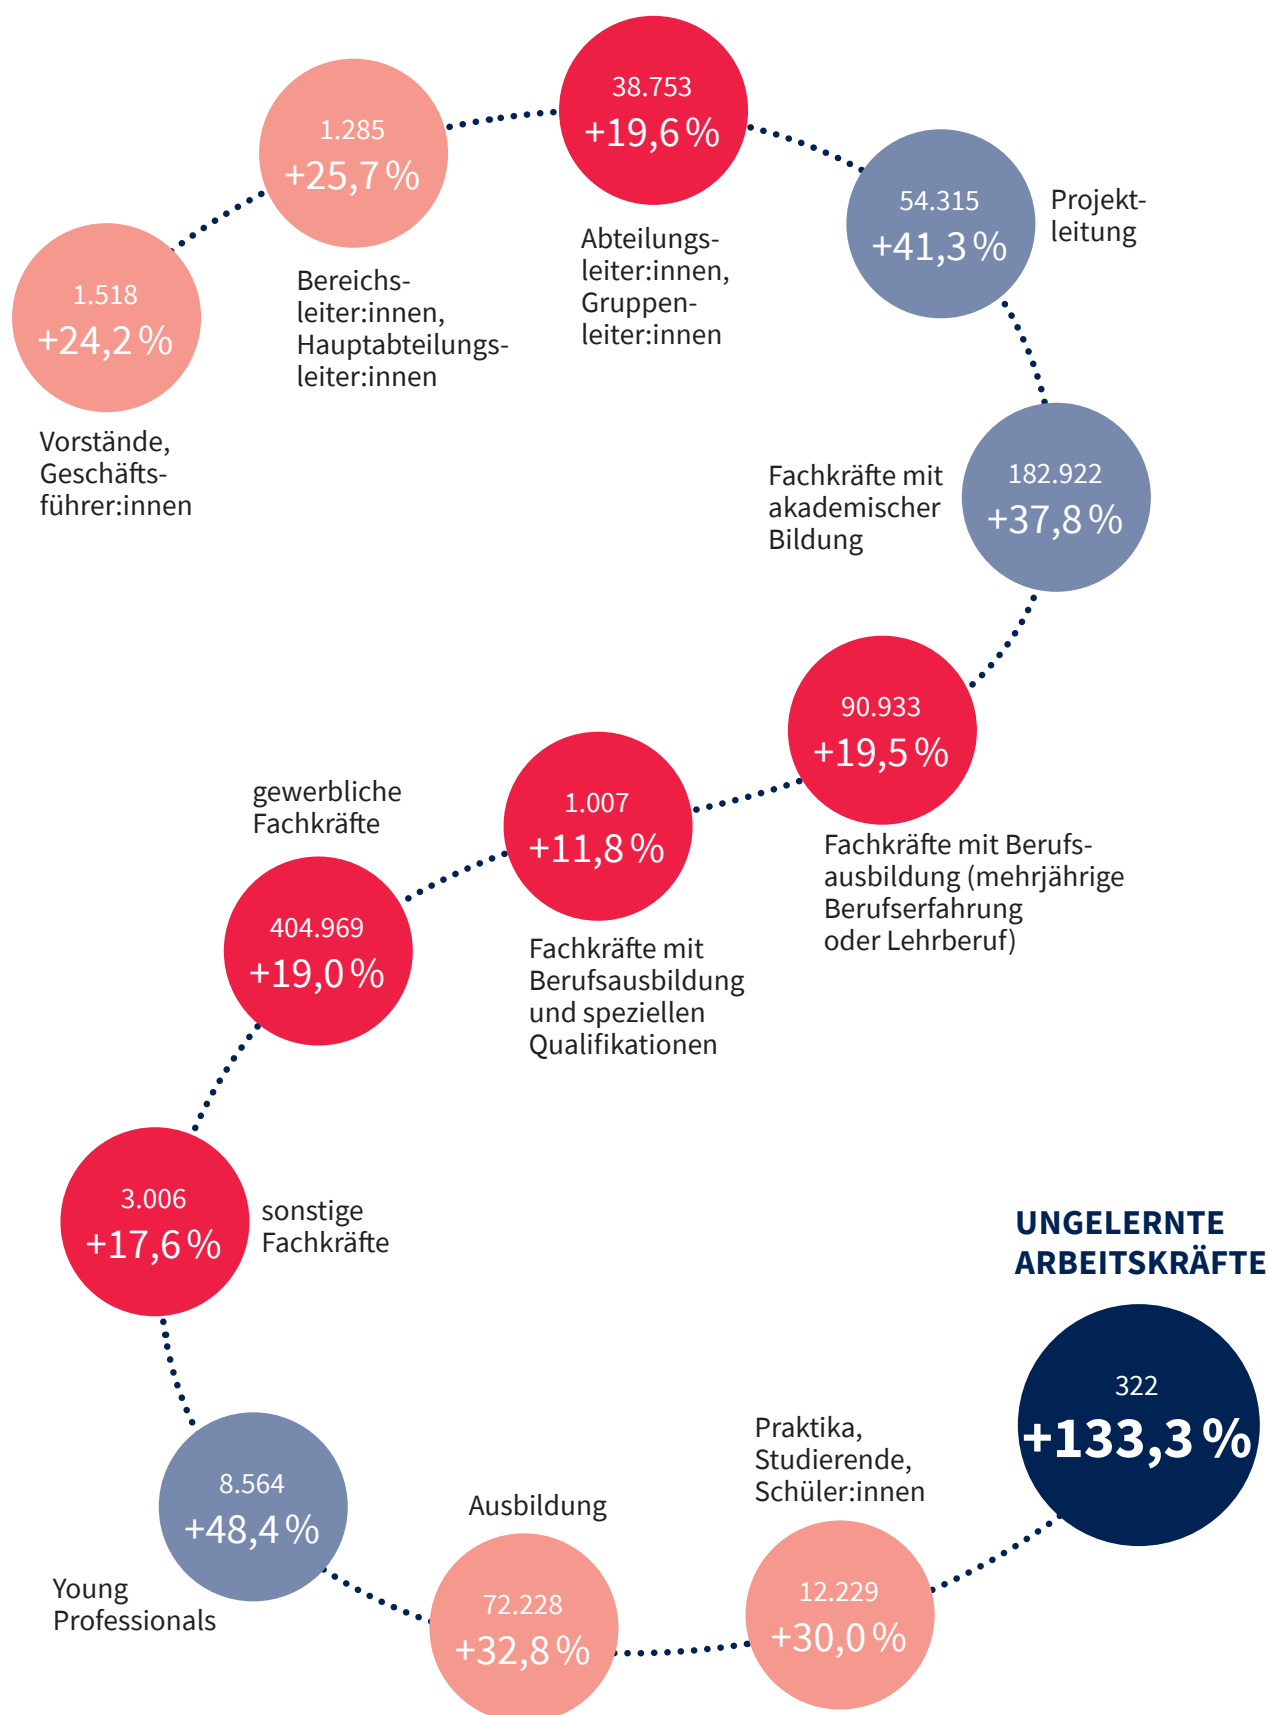 1.518
+24,2 %
Vorstände,
Geschäfts-
führer:innen
1.285
+25,7 %
Bereichs-
leiter:innen,
Hauptabteilungs-
leiter:innen
38.753
+19,6 %
Abteilungs-
leiter:innen,
Gruppen-
leiter:innen
54.315
+41,3 %
Projekt-
leitung
Fachkräfte mit
akademischer
Bildung
182.922
+37,8 %
90.933
+19,5 %
Fachkräfte mit Berufs-
ausbildung (mehrjährige
Berufserfahrung
oder Lehrberuf)
1.007
+11,8 %
Fachkräfte mit
Berufsausbildung
und speziellen
Qualifikationen
gewerbliche
Fachkräfte
404.969
+19,0 %
3.006
+17,6 %
sonstige
Fachkräfte
8.564
+48,4 %
Young
Professionals
Ausbildung
72.228
+32,8 %
Praktika,
Studierende,
Schüler:innen
12.229
+30,0 %
UNGELERNTE
ARBEITSKRÄFTE
322
+133,3 %